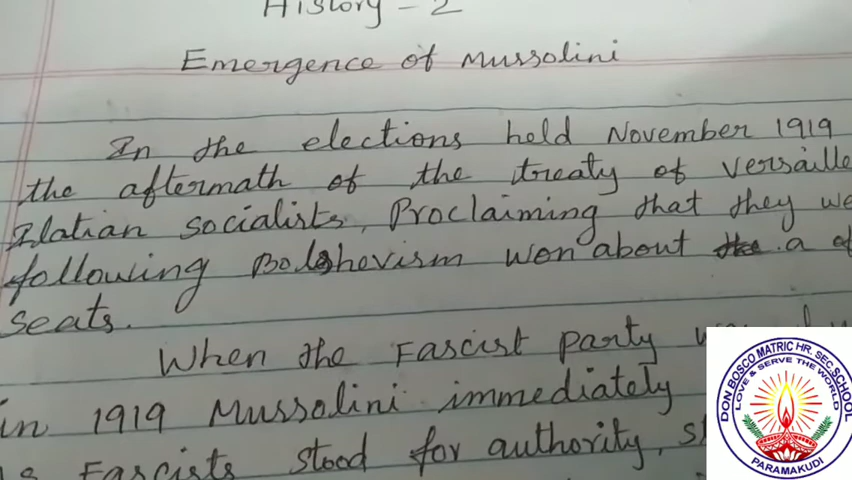 History - 2
Emergence of Mussolini
In the elections held November 1919
the aftermath of the treaty of versaille
Ilatian socialists, Proclaiming that they we
following Bolshevism won about a of
seats.
When the Fascist party
in 1919 Mussolini immediately
Fascists stood for authority, s
DON BOSCO MATRIC HR. SEC. SCHOOL
LOVE & SERVE THE WORLD
PARAMAKUDI